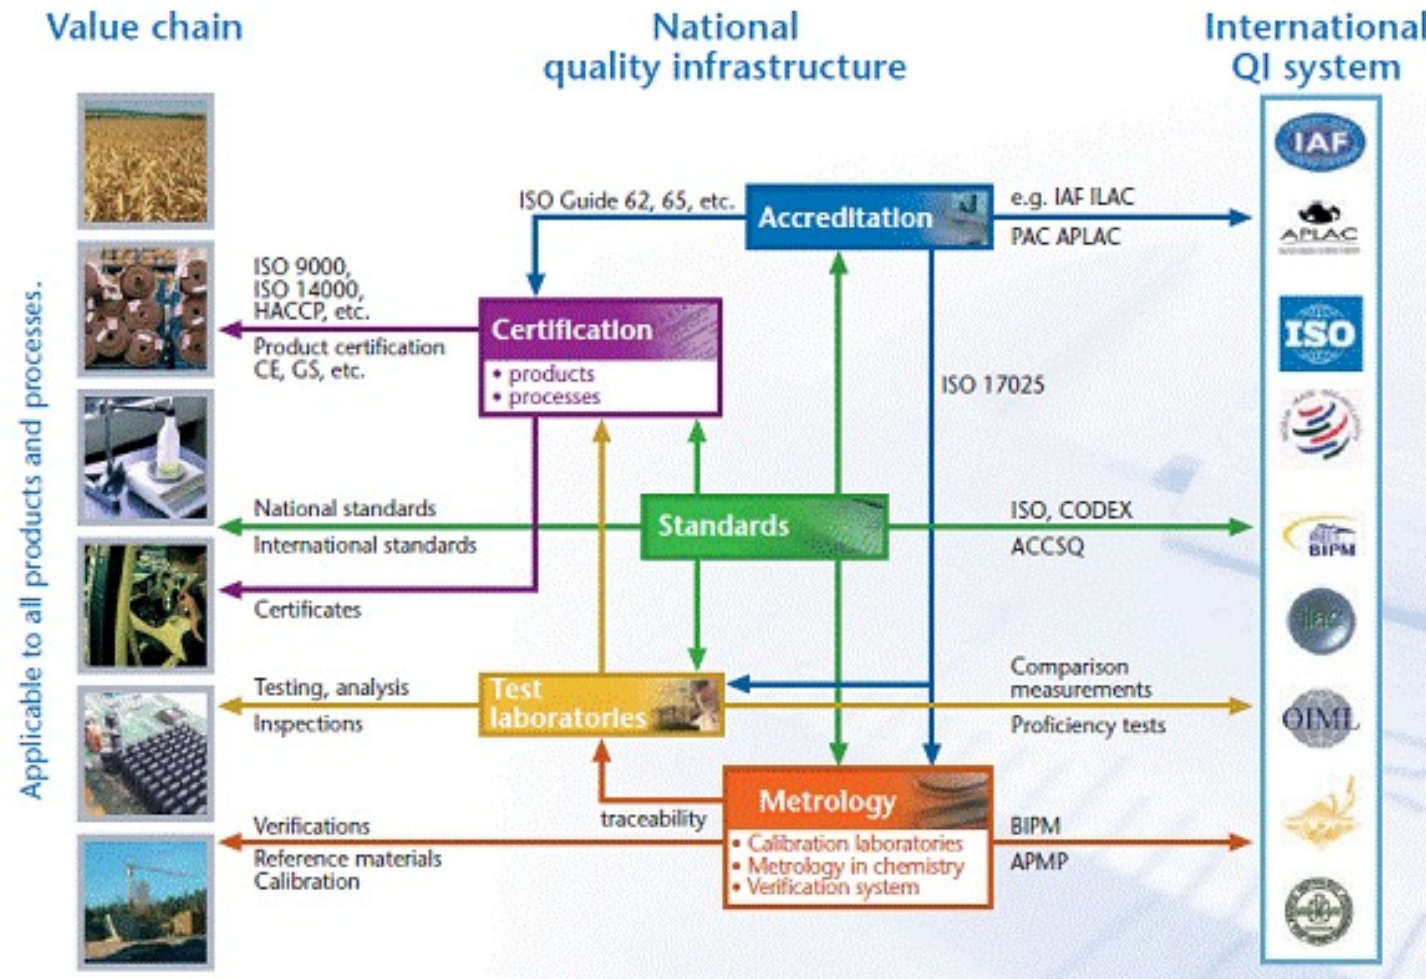 Value chain
National
quality infrastructure
International
QI system
Applicable to all products and processes.
ISO Guide 62, 65, etc.
Accreditation
e.g. IAF ILAC
PAC APLAC
ISO 9000,
ISO 14000,
HACCP, etc.
Product certification
CE, GS, etc.
Certification
• products
• processes
ISO 17025
National standards
International standards
Standards
ISO, CODEX
ACCSQ
Certificates
Testing, analysis
Inspections
Test
laboratories
Comparison
measurements
Proficiency tests
traceability
Metrology
• Calibration laboratories
• Metrology in chemistry
• Verification system
Verifications
Reference materials
Calibration
BIPM
APMP
IAF
APLAC
ISO
BIPM
ilac
OIML